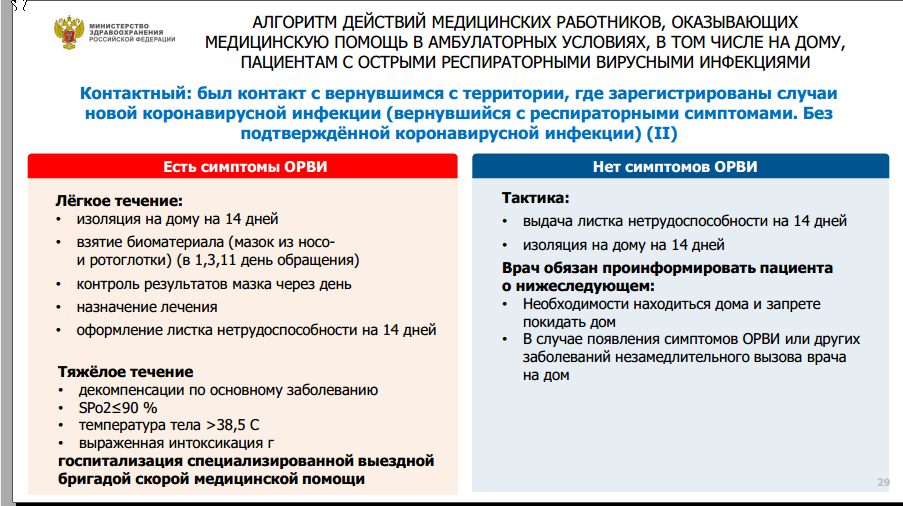 МИНИСТЕРСТВО
ЗДРАВООХРАНЕНИЯ
РОССИЙСКОЙ ФЕДЕРАЦИИ
АЛГОРИТМ ДЕЙСТВИЙ МЕДИЦИНСКИХ РАБОТНИКОВ, ОКАЗЫВАЮЩИХ
МЕДИЦИНСКУЮ ПОМОЩЬ В АМБУЛАТОРНЫХ УСЛОВИЯХ, В ТОМ ЧИСЛЕ НА ДОМУ,
ПАЦИЕНТАМ С ОСТРЫМИ РЕСПИРАТОРНЫМИ ВИРУСНЫМИ ИНФЕКЦИЯМИ
Контактный: был контакт с вернувшимся с территории, где зарегистрированы случаи
новой коронавирусной инфекции (вернувшийся с респираторными симптомами. Без
подтверждённой коронавирусной инфекции) (II)
Есть симптомы ОРВИ
Лёгкое течение:
• изоляция на дому на 14 дней
• взятие биоматериала (мазок из носо-
и ротоглотки) (в 1,3,11 день обращения)
• контроль результатов мазка через день
• назначение лечения
• оформление листка нетрудоспособности на 14 дней
Тяжёлое течение
• декомпенсации по основному заболеванию
• SPo2≤90 %
• температура тела >38,5 С
• выраженная интоксикация г
госпитализация специализированной выездной
бригадой скорой медицинской помощи
Нет симптомов ОРВИ
Тактика:
• выдача листка нетрудоспособности на 14 дней
• изоляция на дому на 14 дней
Врач обязан проинформировать пациента
о нижеследующем:
• Необходимости находиться дома и запрете
покидать дом
• В случае появления симптомов ОРВИ или других
заболеваний незамедлительного вызова врача
на дом
29